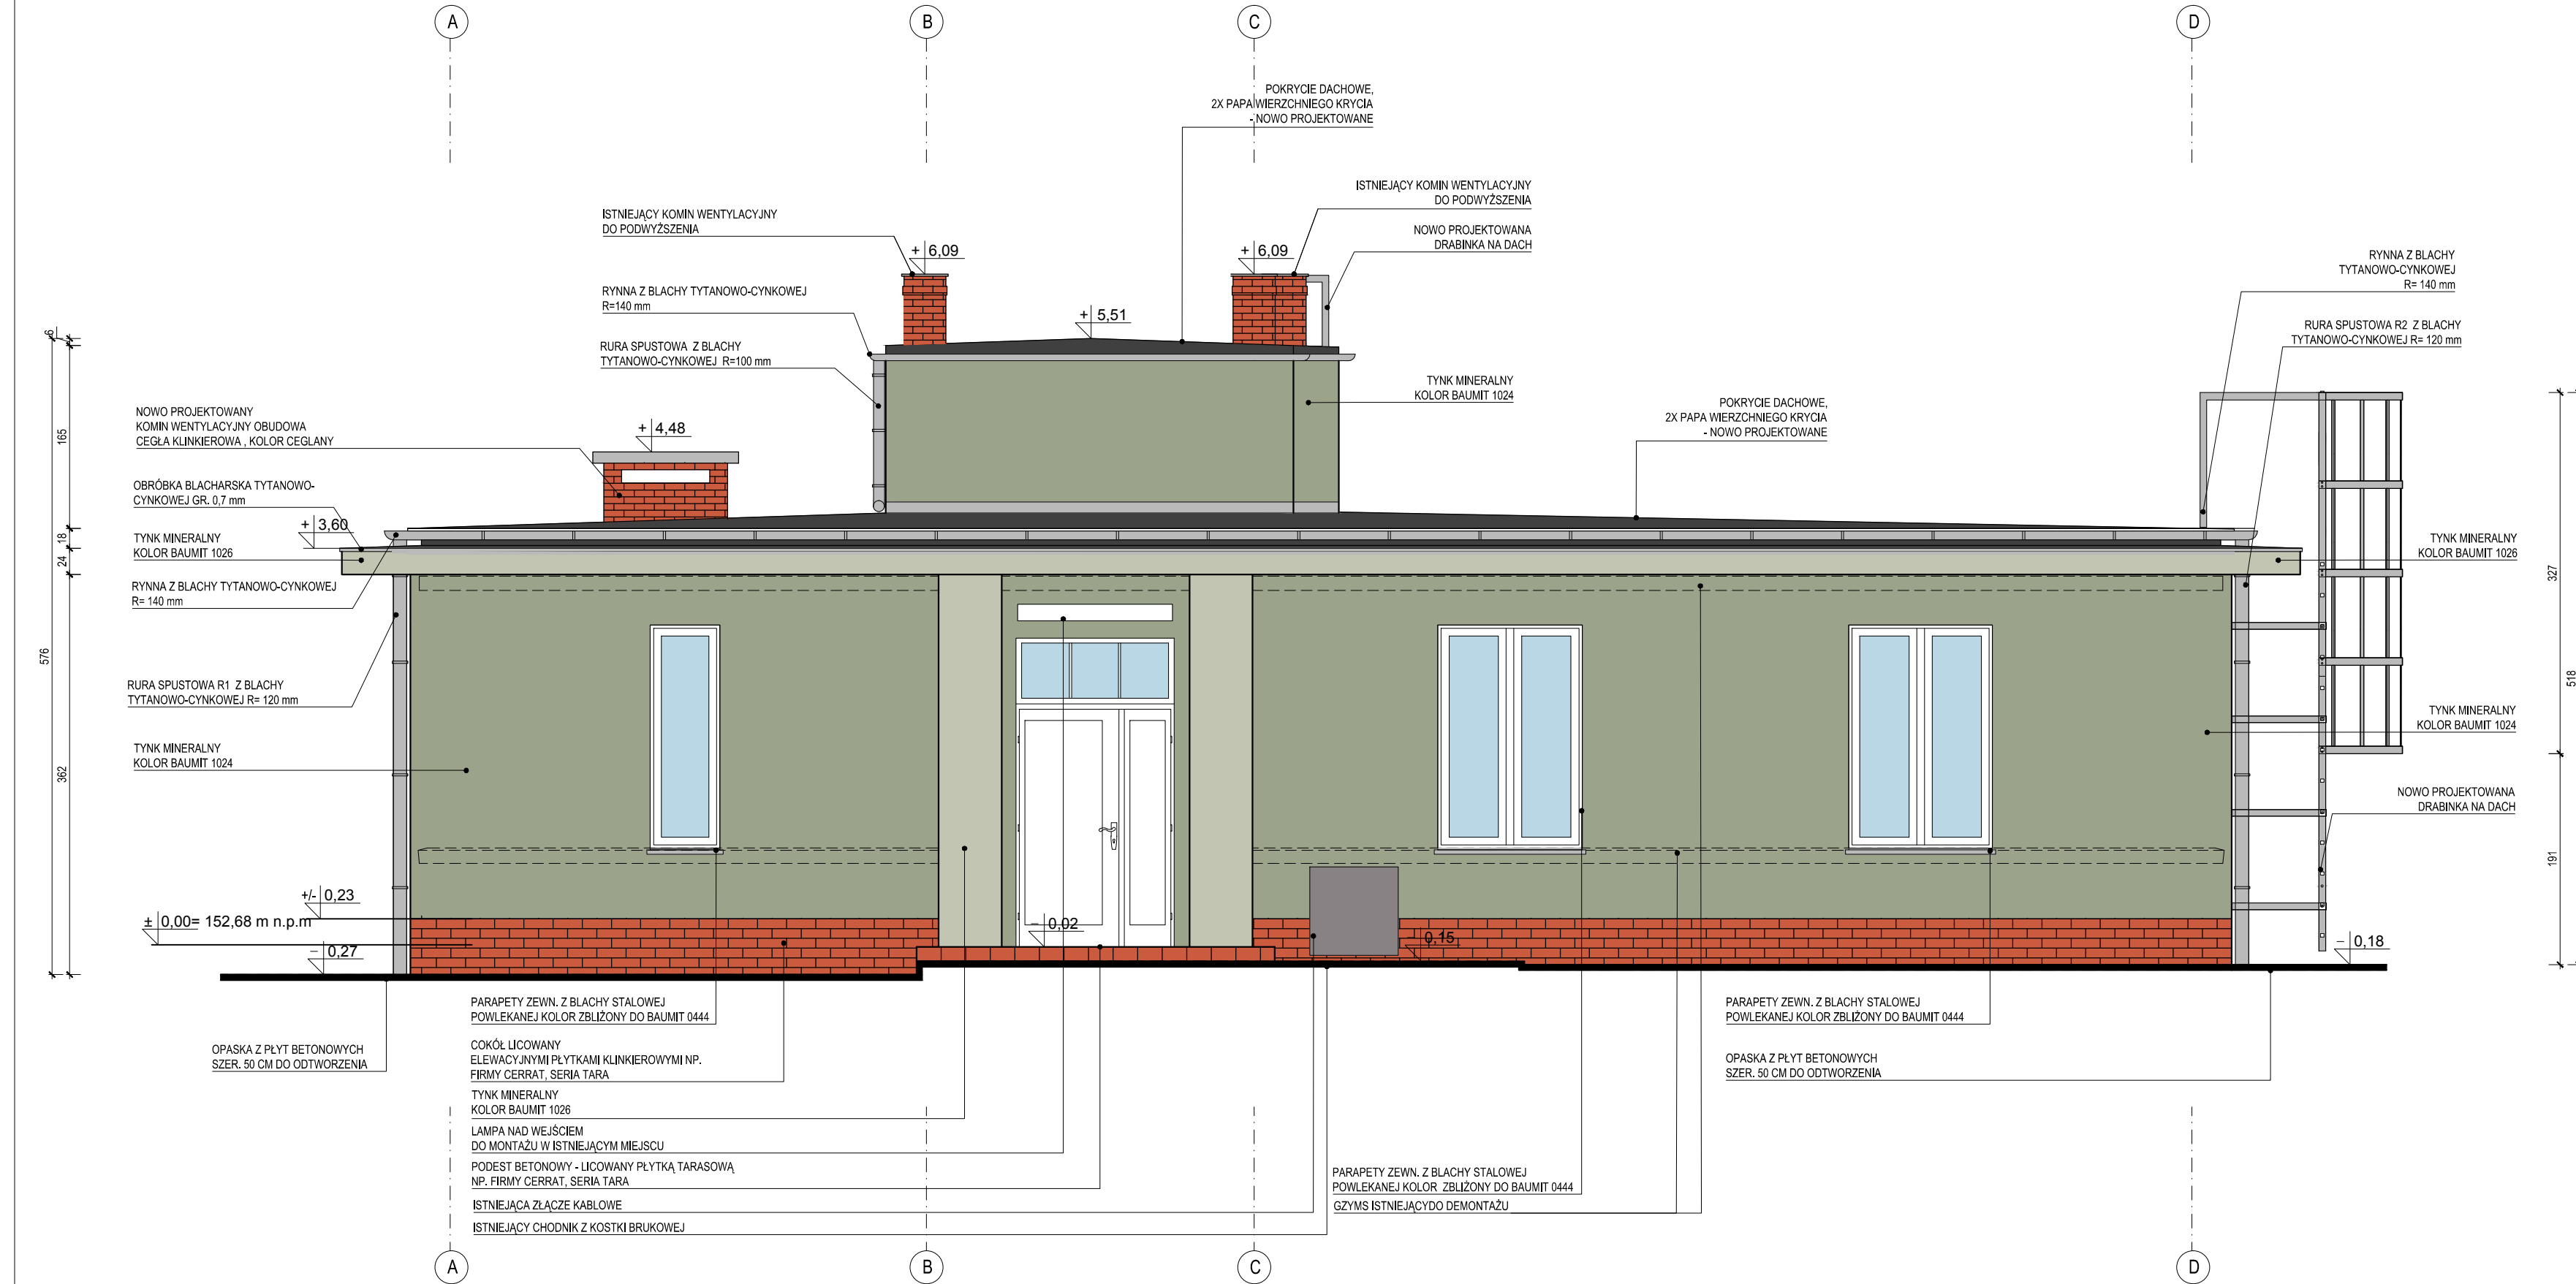 A
B
C
D
POKRYCIE DACHOWE,
2X PAPA WIERZCHNIEGO KRYCIA
- NOWO PROJEKTOWANE
ISTNIEJĄCY KOMIN WENTYLACYJNY
DO PODWYŻSZENIA
ISTNIEJĄCY KOMIN WENTYLACYJNY
DO PODWYŻSZENIA
NOWO PROJEKTOWANA
DRABINKA NA DACH
+ 6,09
+ 6,09
RYNNA Z BLACHY
TYTANOWO-CYNKOWEJ
R= 140 mm
RYNNA Z BLACHY TYTANOWO-CYNKOWEJ
R=140 mm
+ 5,51
RURA SPUSTOWA R2 Z BLACHY
TYTANOWO-CYNKOWEJ R= 120 mm
RURA SPUSTOWA Z BLACHY
TYTANOWO-CYNKOWEJ R=100 mm
TYNK MINERALNY
KOLOR BAUMIT 1024
POKRYCIE DACHOWE,
2X PAPA WIERZCHNIEGO KRYCIA
- NOWO PROJEKTOWANE
NOWO PROJEKTOWANY
KOMIN WENTYLACYJNY OBUDOWA
CEGŁA KLINKIEROWA , KOLOR CEGLANY
+ 4,48
OBRÓBKA BLACHARSKA TYTANOWO-
CYNKOWEJ GR. 0,7 mm
+ 3,60
TYNK MINERALNY
KOLOR BAUMIT 1026
TYNK MINERALNY
KOLOR BAUMIT 1026
RYNNA Z BLACHY TYTANOWO-CYNKOWEJ
R= 140 mm
RURA SPUSTOWA R1 Z BLACHY
TYTANOWO-CYNKOWEJ R= 120 mm
TYNK MINERALNY
KOLOR BAUMIT 1024
TYNK MINERALNY
KOLOR BAUMIT 1024
NOWO PROJEKTOWANA
DRABINKA NA DACH
6
165
18
24
362
576
327
191
518
+/- 0,23
± 0,00= 152,68 m n.p.m
- 0,27
- 0,02
- 0,15
- 0,18
PARAPETY ZEWN. Z BLACHY STALOWEJ
POWLEKANEJ KOLOR ZBLIŻONY DO BAUMIT 0444
PARAPETY ZEWN. Z BLACHY STALOWEJ
POWLEKANEJ KOLOR ZBLIŻONY DO BAUMIT 0444
OPASKA Z PŁYT BETONOWYCH
SZER. 50 CM DO ODTWORZENIA
COKÓŁ LICOWANY
ELEWACYJNYMI PŁYTKAMI KLINKIEROWYMI NP.
FIRMY CERRAT, SERIA TARA
OPASKA Z PŁYT BETONOWYCH
SZER. 50 CM DO ODTWORZENIA
TYNK MINERALNY
KOLOR BAUMIT 1026
LAMPA NAD WEJŚCIEM
DO MONTAŻU W ISTNIEJĄCYM MIEJSCU
PODEST BETONOWY - LICOWANY PŁYTKĄ TARASOWĄ
NP. FIRMY CERRAT, SERIA TARA
PARAPETY ZEWN. Z BLACHY STALOWEJ
POWLEKANEJ KOLOR ZBLIŻONY DO BAUMIT 0444
ISTNIEJĄCA ZŁĄCZE KABLOWE
GZYMS ISTNIEJĄCYDO DEMONTAŻU
ISTNIEJĄCY CHODNIK Z KOSTKI BRUKOWEJ
A
B
C
D